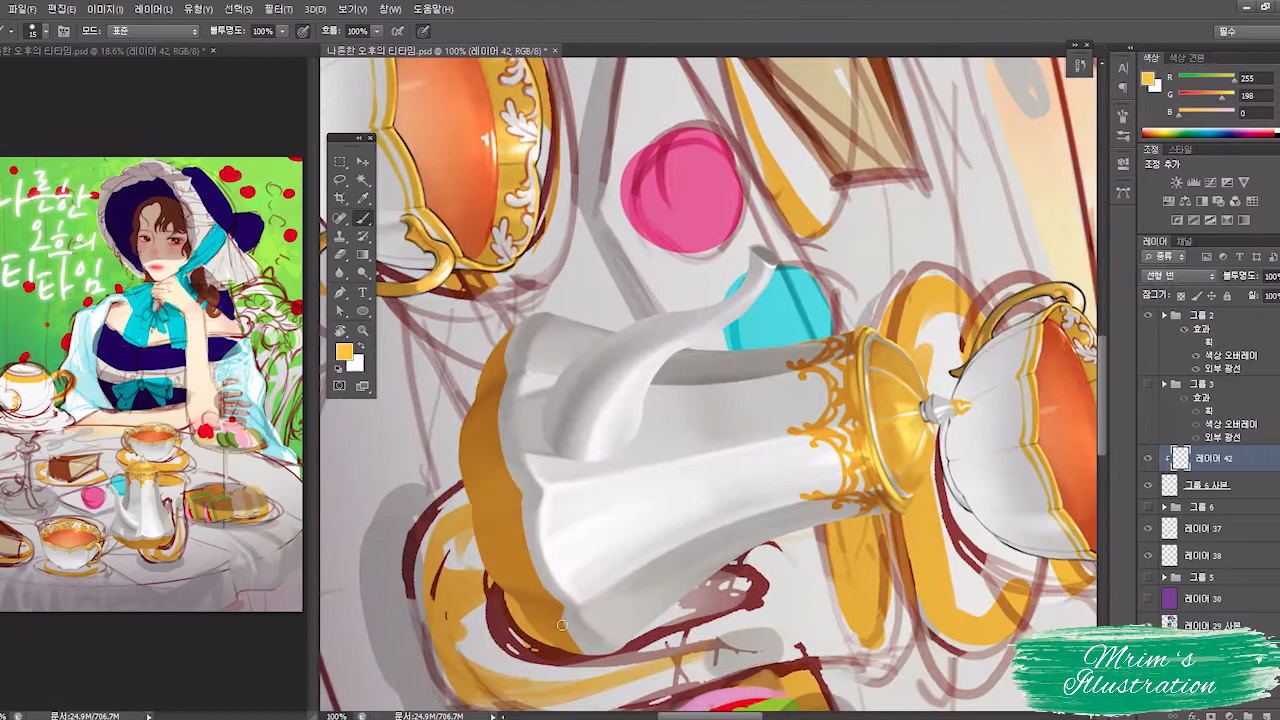 파일(F) 편집(E) 이미지(I) 레이어(L) 유형(Y) 선택(S) 필터(T) 3D(D) 보기(V) 창(W) 도움말(H)
15 모드: 표준 불투명도: 100% 흐름: 100% 필수
한 오후의 티타임.psd @ 18.6% (레이어 42, RGB/8) *
나른한 오후의 티타임.psd @ 100% (레이어 42, RGB/8) *
나른한
오후의
티타임
색상 색상 견본
R 255
G 198
B 0
조정 스타일
조정 추가
레이어 채널
종류
선형 번 불투명도: 100
잠그기: 칠: 100
그룹 2
효과
획
색상 오버레이
외부 광선
그룹 3
효과
획
색상 오버레이
외부 광선
레이어 42
그룹 6 사본
그룹 6
레이어 37
레이어 38
그룹 5
레이어 30
레이어 29 사본
Mrim's
Illustration
문서:24.9M/706.7M
100% 문서:24.9M/706.7M